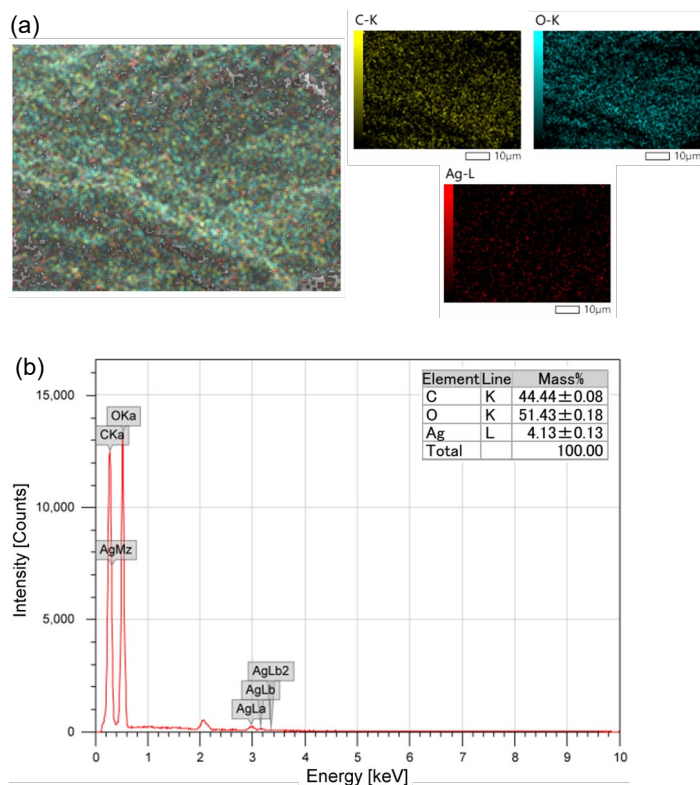 (a)
C-K
O-K
10μm
10μm
Ag-L
10μm
(b)
Element Line Mass%
C K 44.44±0.08
O K 51.43±0.18
Ag L 4.13±0.13
Total 100.00
15,000
OKa
CKa
10,000
AgMz
5,000
AgLb2
AgLb
AgLa
0
0 1 2 3 4 5 6 7 8 9 10
Intensity [Counts]
Energy [keV]